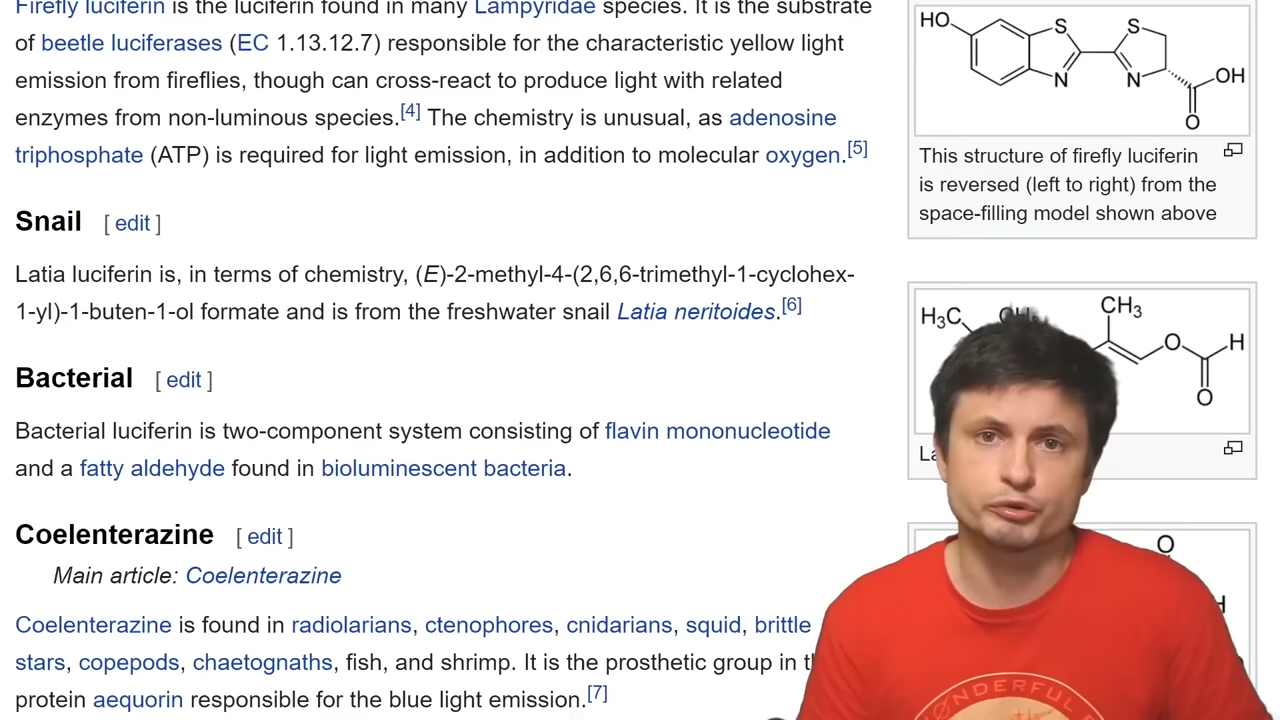 Firefly luciferin is the luciferin found in many Lampyridae species. It is the substrate
of beetle luciferases (EC 1.13.12.7) responsible for the characteristic yellow light
emission from fireflies, though can cross-react to produce light with related
enzymes from non-luminous species.[4] The chemistry is unusual, as adenosine
triphosphate (ATP) is required for light emission, in addition to molecular oxygen.[5]
Snail [ edit ]
Latia luciferin is, in terms of chemistry, (E)-2-methyl-4-(2,6,6-trimethyl-1-cyclohex-
1-yl)-1-buten-1-ol formate and is from the freshwater snail Latia neritoides.[6]
Bacterial [ edit ]
Bacterial luciferin is two-component system consisting of flavin mononucleotide
and a fatty aldehyde found in bioluminescent bacteria.
Coelenterazine [ edit ]
Main article: Coelenterazine
Coelenterazine is found in radiolarians, ctenophores, cnidarians, squid, brittle
stars, copepods, chaetognaths, fish, and shrimp. It is the prosthetic group in
protein aequorin responsible for the blue light emission.[7]
HO S S
N N OH
O
This structure of firefly luciferin
is reversed (left to right) from the
space-filling model shown above
H₃C CH₃ CH₃
O H
O
O
H